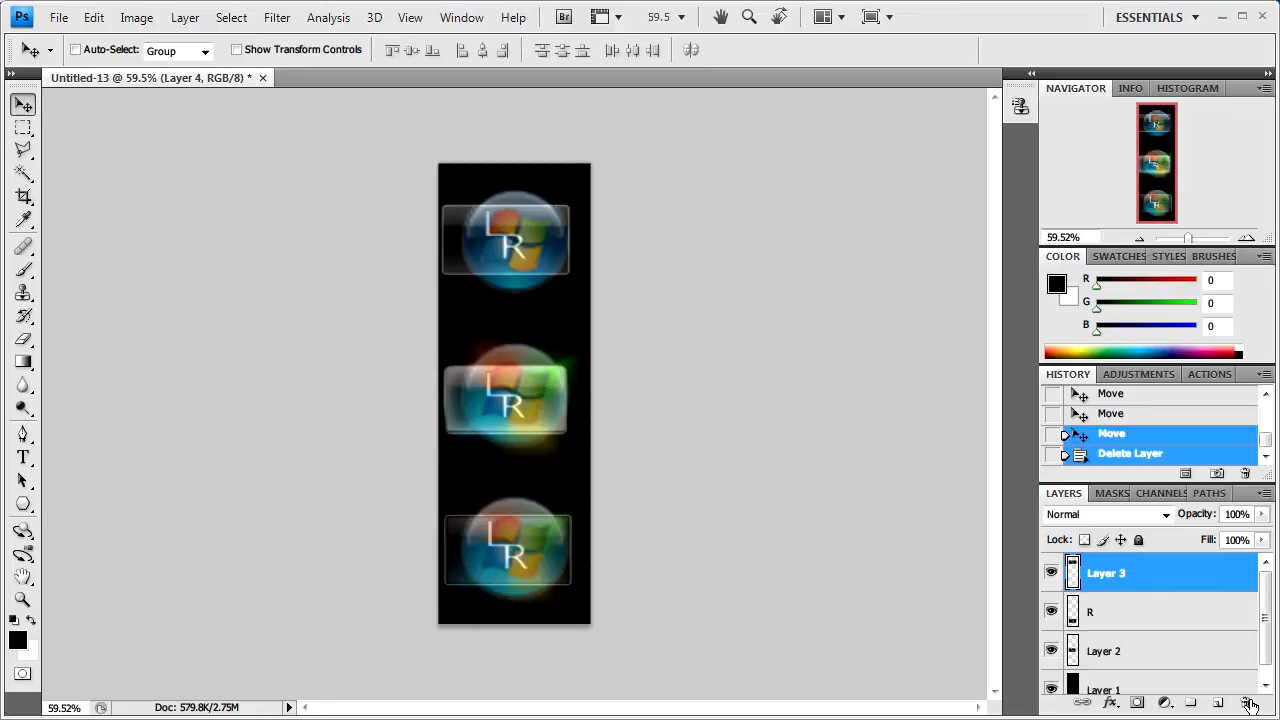 Ps File Edit Image Layer Select Filter Analysis 3D View Window Help Br 59.5 ESSENTIALS
Auto-Select: Group Show Transform Controls
Untitled-13 @ 59.5% (Layer 4, RGB/8) *
NAVIGATOR INFO HISTOGRAM
59.52%
COLOR SWATCHES STYLES BRUSHES
R 0
G 0
B 0
HISTORY ADJUSTMENTS ACTIONS
Move
Move
Move
Delete Layer
LAYERS MASKS CHANNELS PATHS
Normal Opacity: 100%
Lock: Fill: 100%
Layer 3
R
Layer 2
Layer 1
L
R
L
R
L
R
T
59.52% Doc: 579.8K/2.75M
fx